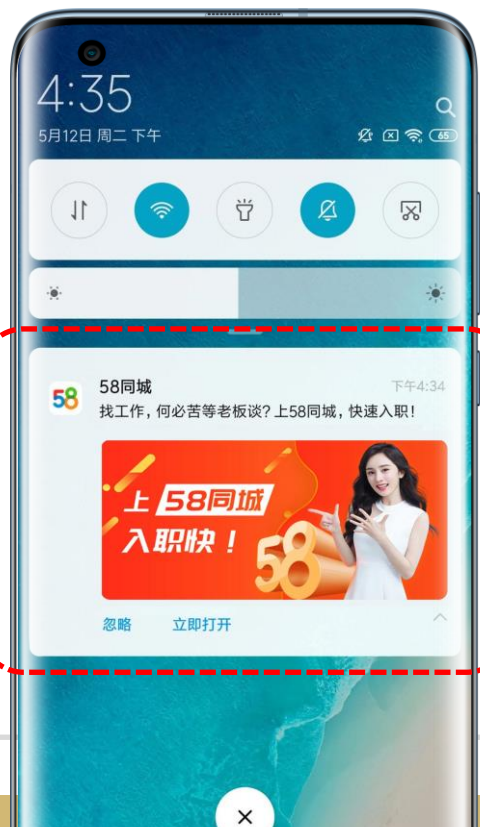 4:35
5月12日 周二 下午
65
58同城
下午4:34
58
找工作，何必苦等老板谈？上58同城，快速入职！
上 58同城
入职快！
58
忽略
立即打开